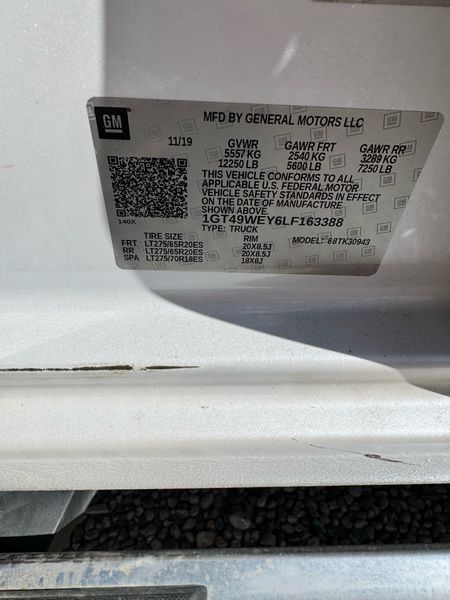 GM
MFD BY GENERAL MOTORS LLC
11/19 GVWR GAWR FRT GAWR RR
5557 KG 2540 KG 3289 KG
12250 LB 5600 LB 7250 LB
THIS VEHICLE CONFORMS TO ALL
APPLICABLE U.S. FEDERAL MOTOR
VEHICLE SAFETY STANDARDS IN EFFECT
ON THE DATE OF MANUFACTURE
1GT49WEY6LF163388
140X TYPE: TRUCK
TIRE SIZE RIM MODEL: 68TK30943
FRT LT275/65R20ES 20X8.5J
RR LT275/65R20ES 20X8.5J
SPA LT275/70R18ES 18X8J